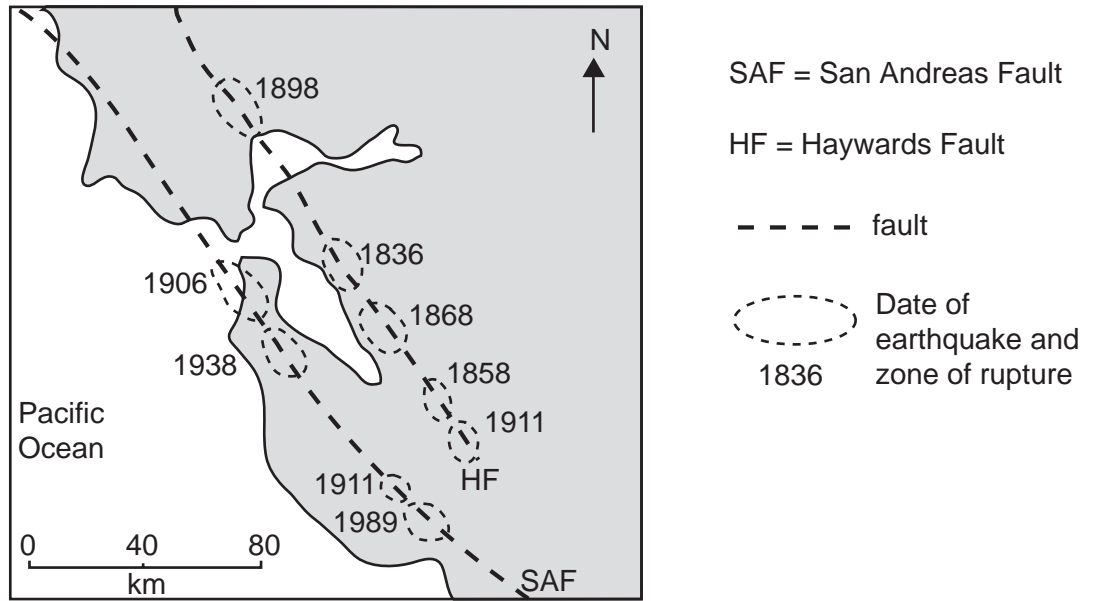 N
1898
1836
1906
1868
1938
1858
1911
HF
1911
1989
Pacific
Ocean
0 40 80
km
SAF
SAF = San Andreas Fault
HF = Haywards Fault
fault
Date of
earthquake and
zone of rupture
1836